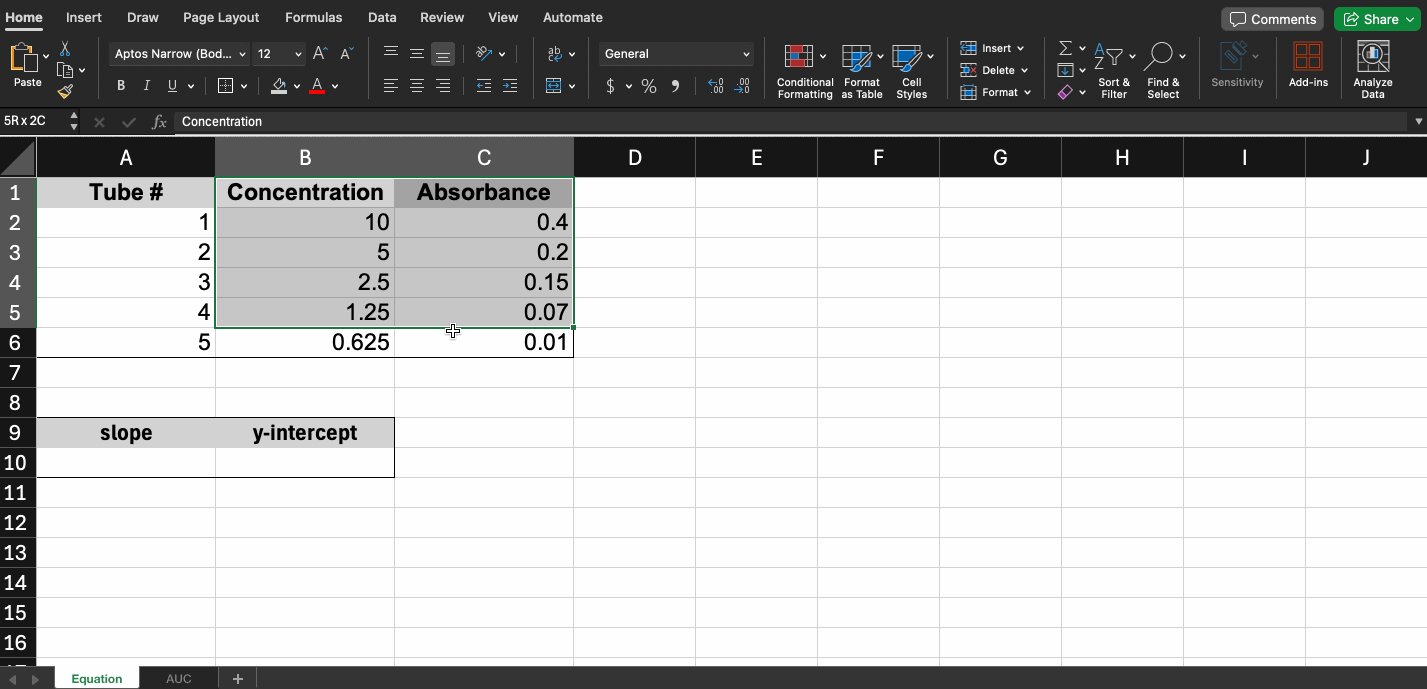 Home Insert Draw Page Layout Formulas Data Review View Automate Comments Share
Paste
Aptos Narrow (Bod... 12
A A
ab
General
B I U
A
$ %
Conditional Formatting
Format as Table
Cell Styles
Insert
Delete
Format
Sort & Filter
Find & Select
Sensitivity
Add-ins
Analyze Data
5R x 2C fx Concentration
A B C D E F G H I J
1 Tube # Concentration Absorbance
2 1 10 0.4
3 2 5 0.2
4 3 2.5 0.15
5 4 1.25 0.07
6 5 0.625 0.01
7
8
9 slope y-intercept
10
11
12
13
14
15
16
Equation AUC +